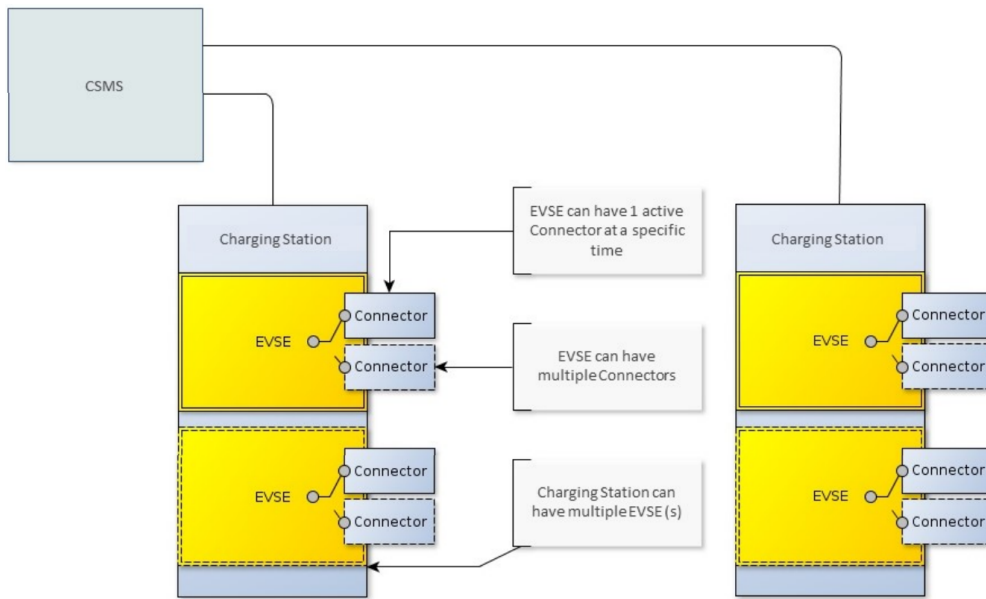 CSMS
Charging Station
EVSE can have 1 active
Connector at a specific
time
Charging Station
Connector
EVSE
Connector
EVSE can have
multiple Connectors
Connector
EVSE
Connector
Connector
EVSE
Connector
Charging Station can
have multiple EVSE (s)
Connector
EVSE
Connector